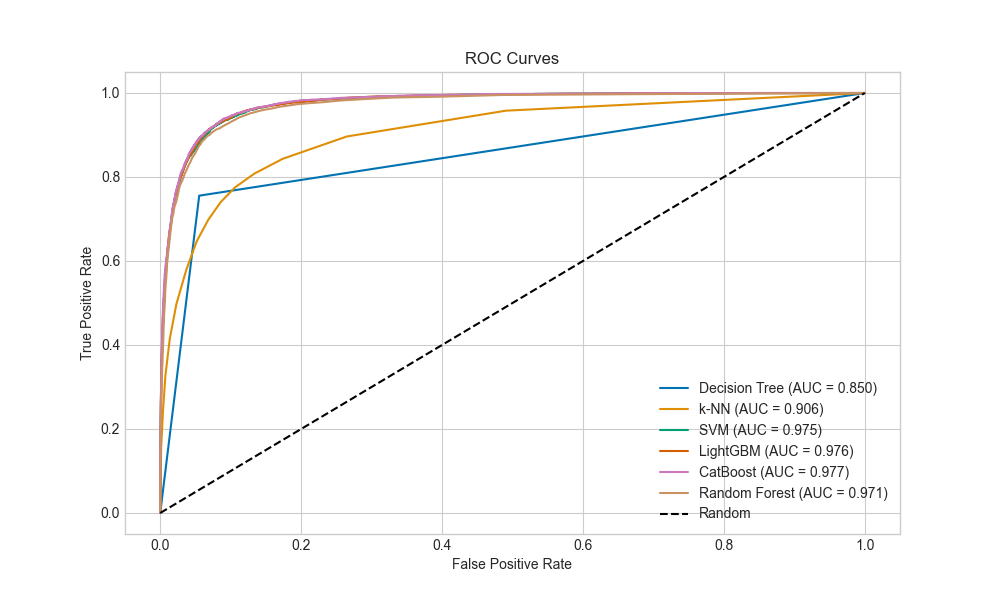 ROC Curves
1.0
0.8
0.6
0.4
0.2
0.0
True Positive Rate
Decision Tree (AUC = 0.850)
k-NN (AUC = 0.906)
SVM (AUC = 0.975)
LightGBM (AUC = 0.976)
CatBoost (AUC = 0.977)
Random Forest (AUC = 0.971)
Random
0.0 0.2 0.4 0.6 0.8 1.0
False Positive Rate